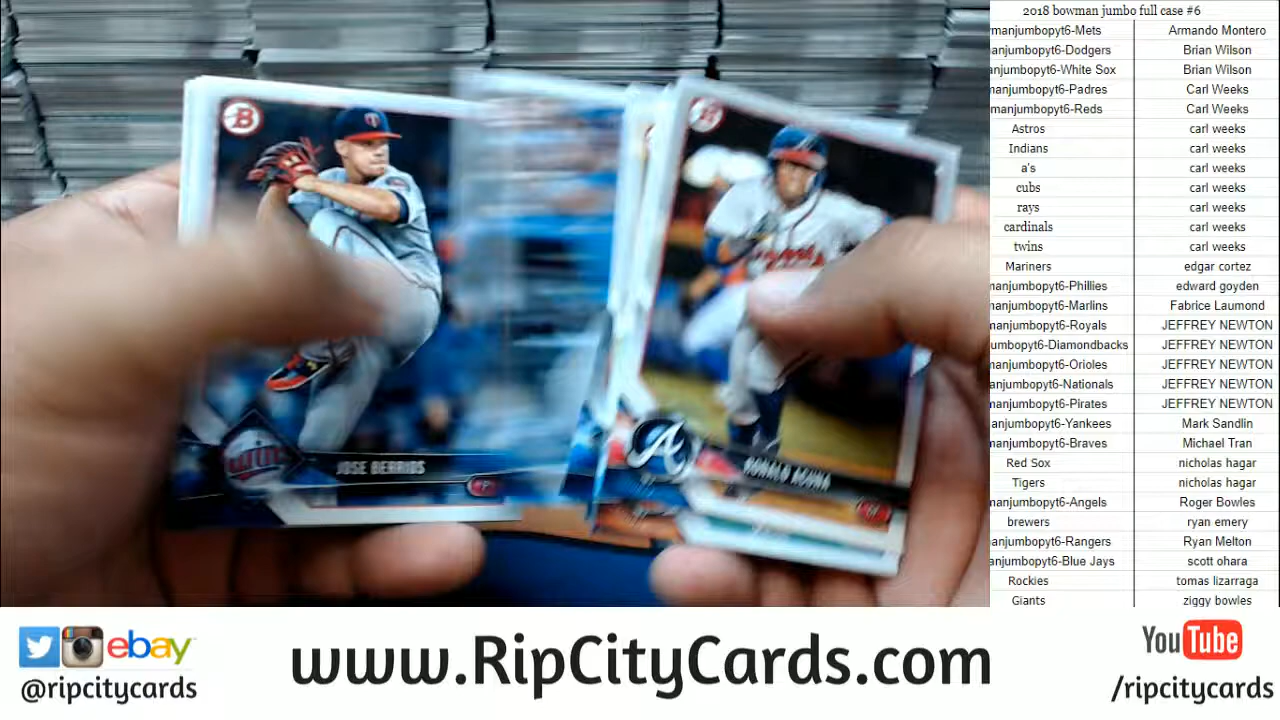 2018 bowman jumbo full case #6
manjumbopyt6-Mets Armando Montero
anjumbopyt6-Dodgers Brian Wilson
anjumbopyt6-White Sox Brian Wilson
manjumbopyt6-Padres Carl Weeks
manjumbopyt6-Reds Carl Weeks
Astros carl weeks
Indians carl weeks
a's carl weeks
cubs carl weeks
rays carl weeks
cardinals carl weeks
twins carl weeks
Mariners edgar cortez
manjumbopyt6-Phillies edward goyden
manjumbopyt6-Marlins Fabrice Laumond
manjumbopyt6-Royals JEFFREY NEWTON
umbopyt6-Diamondbacks JEFFREY NEWTON
anjumbopyt6-Orioles JEFFREY NEWTON
anjumbopyt6-Nationals JEFFREY NEWTON
manjumbopyt6-Pirates JEFFREY NEWTON
anjumbopyt6-Yankees Mark Sandlin
manjumbopyt6-Braves Michael Tran
Red Sox nicholas hagar
Tigers nicholas hagar
manjumbopyt6-Angels Roger Bowles
brewers ryan emery
anjumbopyt6-Rangers Ryan Melton
anjumbopyt6-Blue Jays scott ohara
Rockies tomas lizarraga
Giants ziggy bowles
B
JOSE BERRIOS
P
B
A
RONALD ACUNA
OF
ebay
@ripcitycards
www.RipCityCards.com
YouTube
/ripcitycards